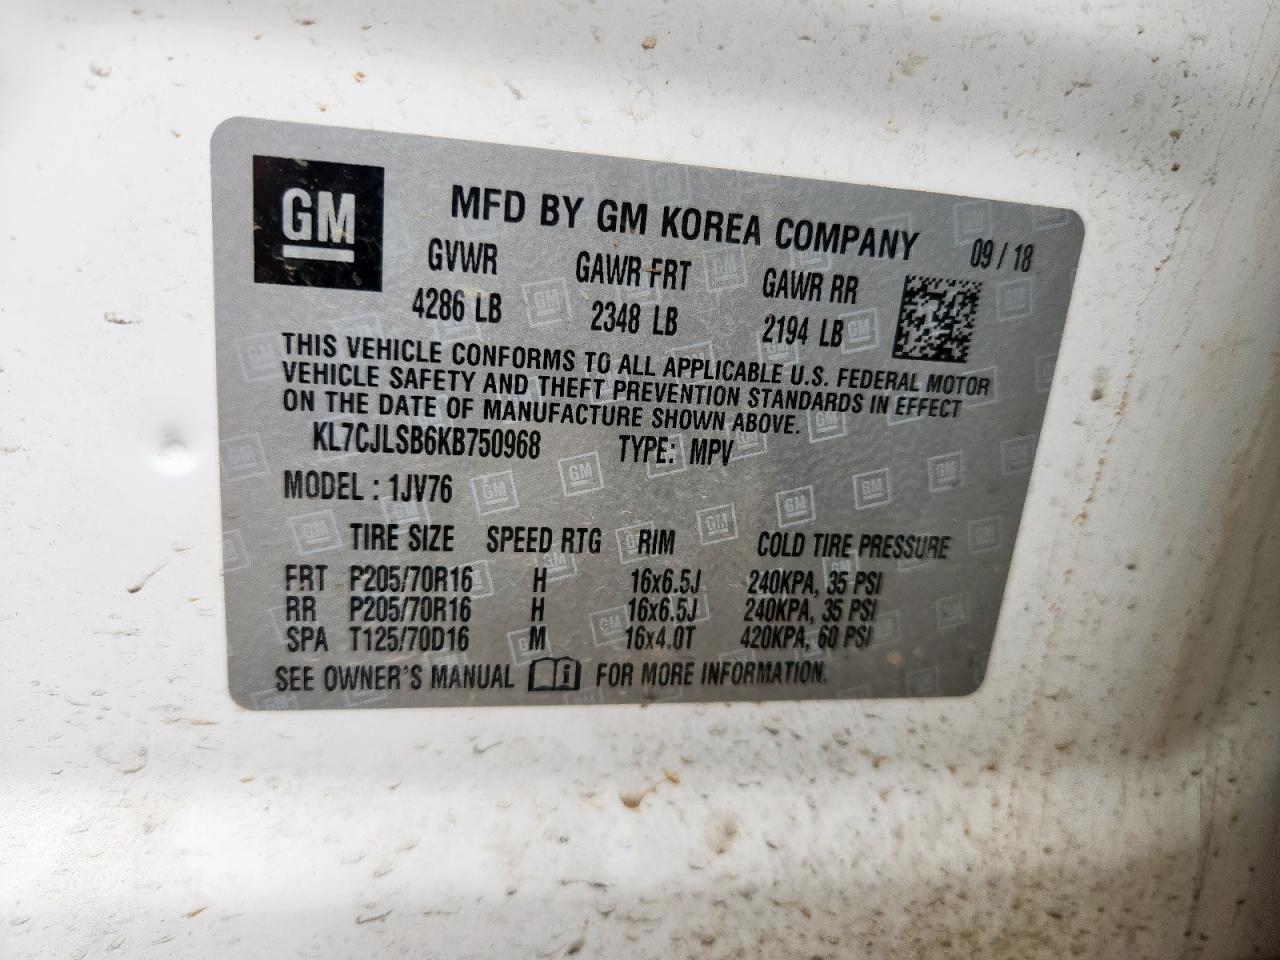 GM
MFD BY GM KOREA COMPANY 09 / 18
GVWR GAWR FRT GAWR RR
4286 LB 2348 LB 2194 LB
THIS VEHICLE CONFORMS TO ALL APPLICABLE U.S. FEDERAL MOTOR
VEHICLE SAFETY AND THEFT PREVENTION STANDARDS IN EFFECT
ON THE DATE OF MANUFACTURE SHOWN ABOVE.
KL7CJLSB6KB750968 TYPE: MPV
MODEL : 1JV76
TIRE SIZE SPEED RTG RIM COLD TIRE PRESSURE
FRT P205/70R16 H 16x6.5J 240KPA, 35 PSI
RR P205/70R16 H 16x6.5J 240KPA, 35 PSI
SPA T125/70D16 M 16x4.0T 420KPA, 60 PSI
SEE OWNER'S MANUAL FOR MORE INFORMATION.